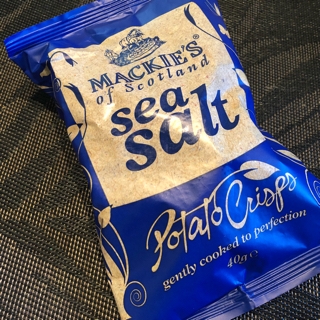 MACKIE'S
of Scotland
sea
salt
Potato Crisps
gently cooked to perfection
40g e